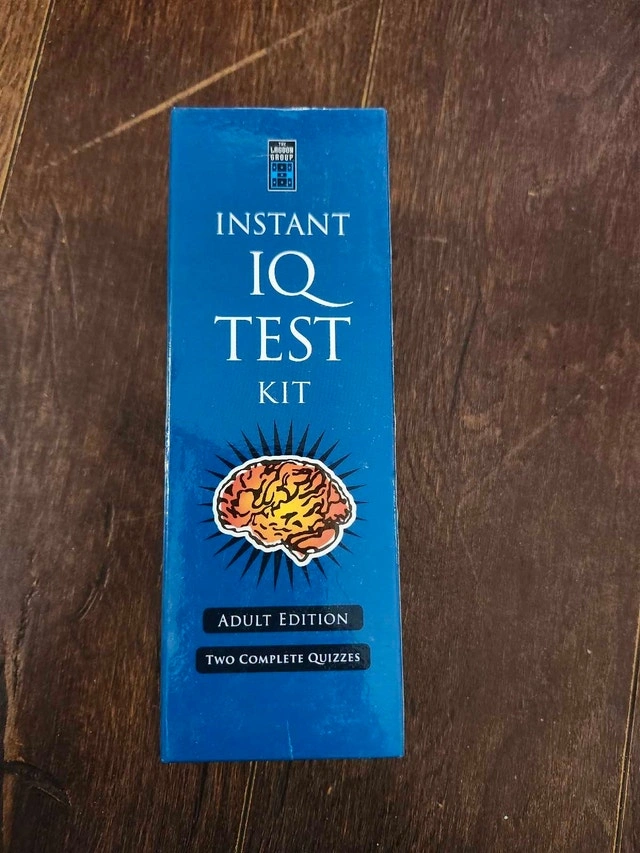 THE
LAGOON
GROUP
INSTANT
IQ
TEST
KIT
ADULT EDITION
TWO COMPLETE QUIZZES